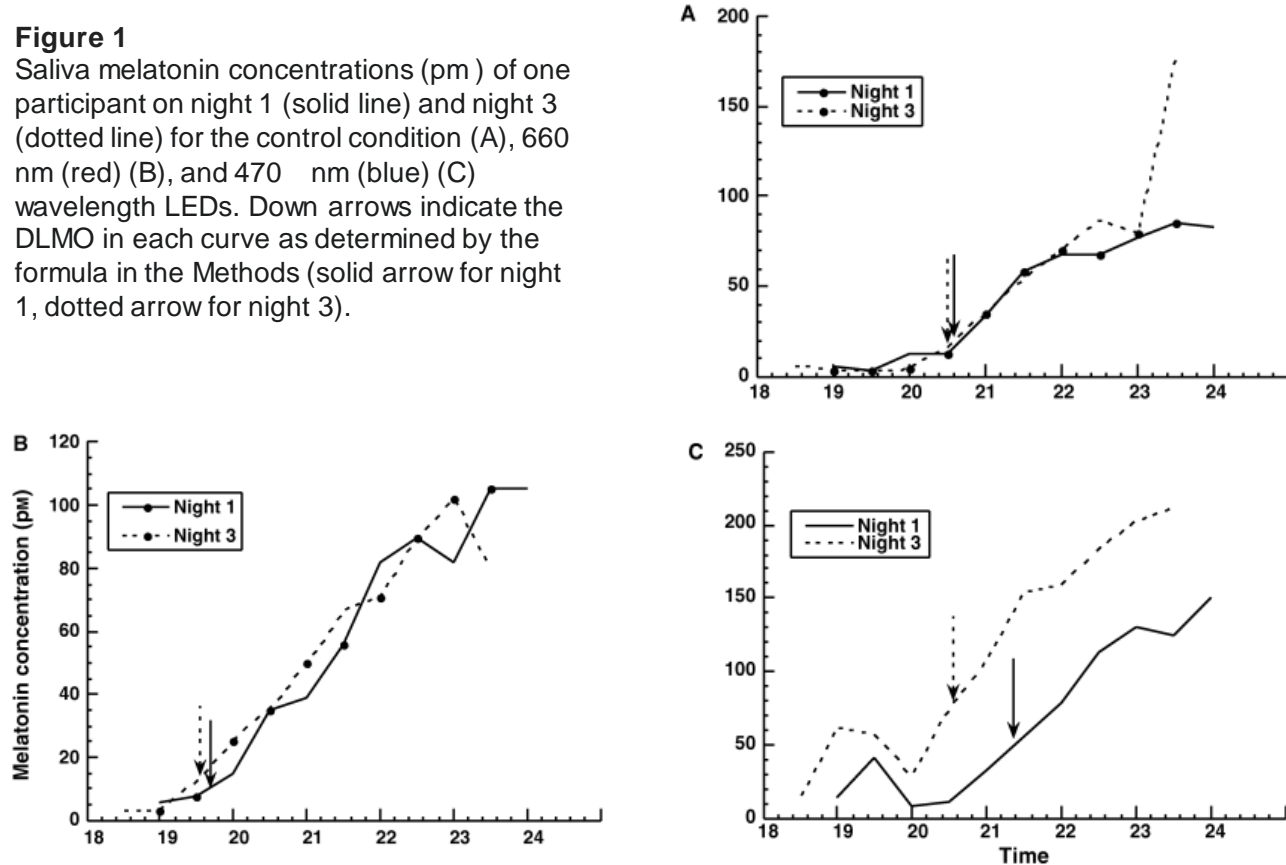 Figure 1
Saliva melatonin concentrations (pm ) of one
participant on night 1 (solid line) and night 3
(dotted line) for the control condition (A), 660
nm (red) (B), and 470 nm (blue) (C)
wavelength LEDs. Down arrows indicate the
DLMO in each curve as determined by the
formula in the Methods (solid arrow for night
1, dotted arrow for night 3).
A
200
150
100
50
0
Night 1
Night 3
18 19 20 21 22 23 24
B
Melatonin concentration (pM)
120
100
80
60
40
20
0
Night 1
Night 3
18 19 20 21 22 23 24
C
250
200
150
100
50
0
Night 1
Night 3
18 19 20 21 22 23 24
Time